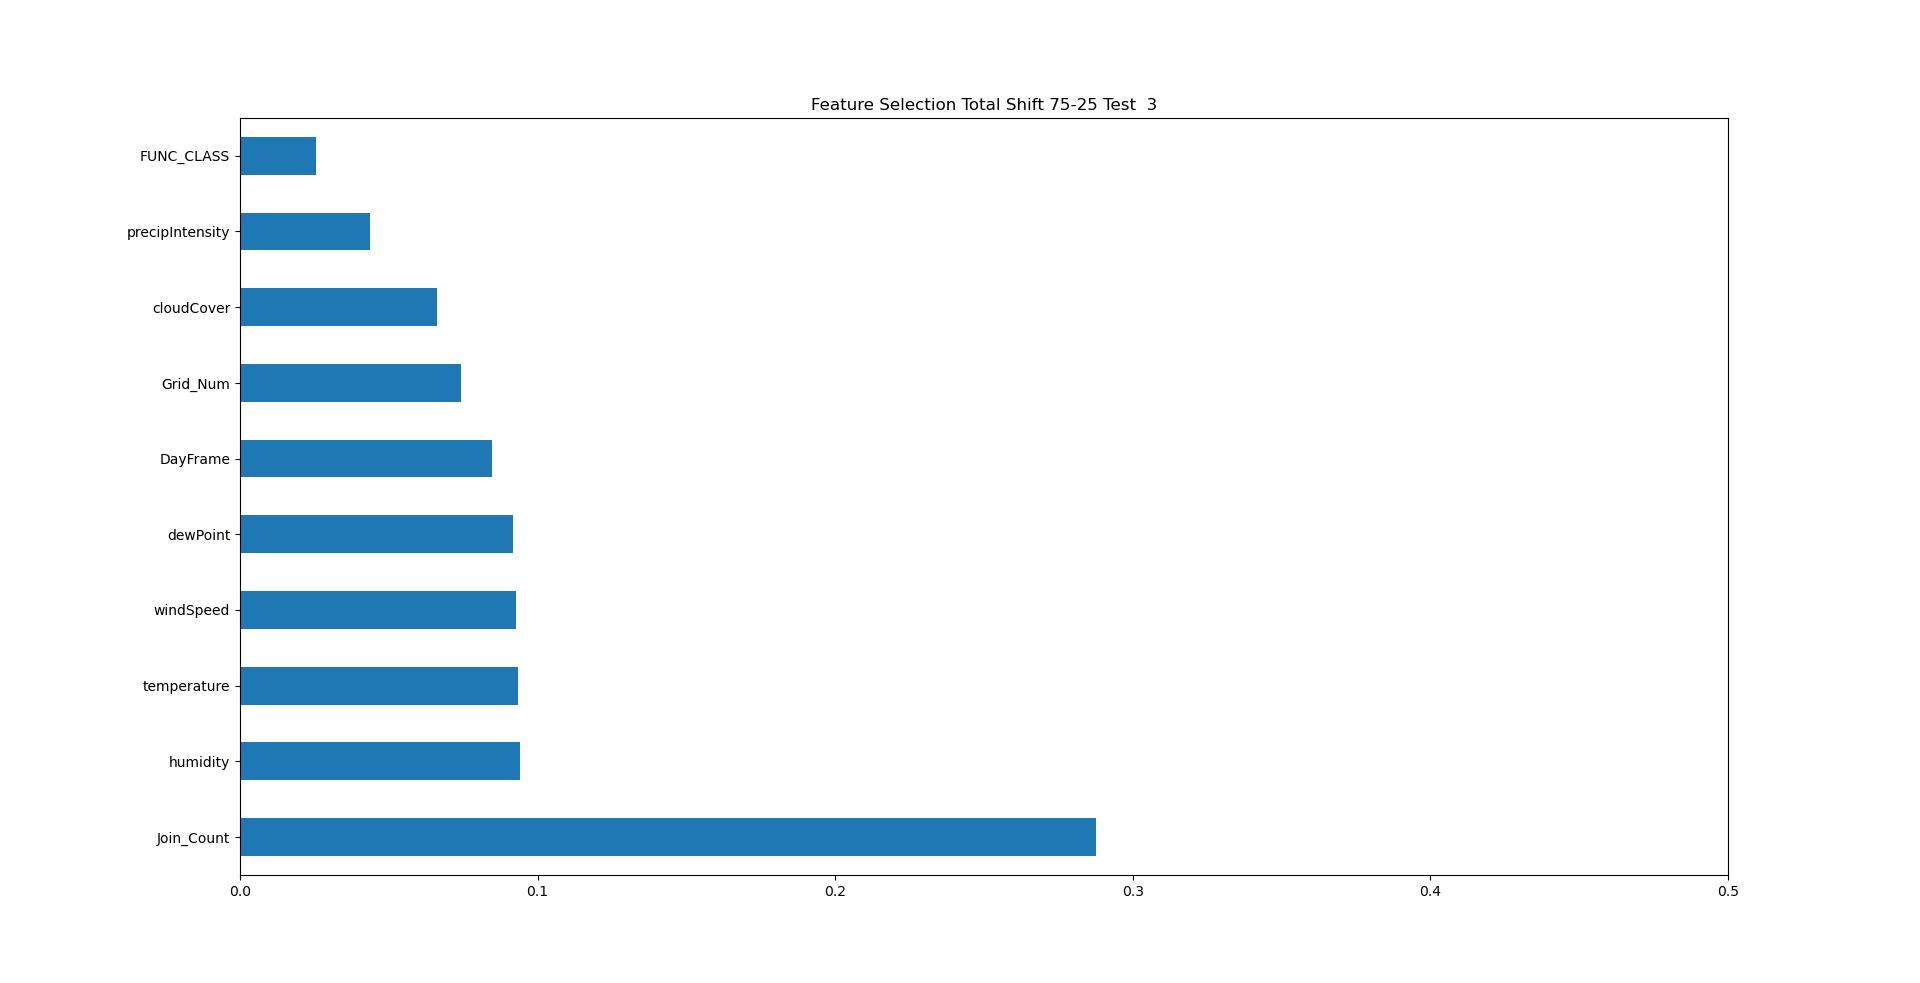 Feature Selection Total Shift 75-25 Test  3
FUNC_CLASS
precipIntensity
cloudCover
Grid_Num
DayFrame
dewPoint
windSpeed
temperature
humidity
Join_Count
0.0 0.1 0.2 0.3 0.4 0.5